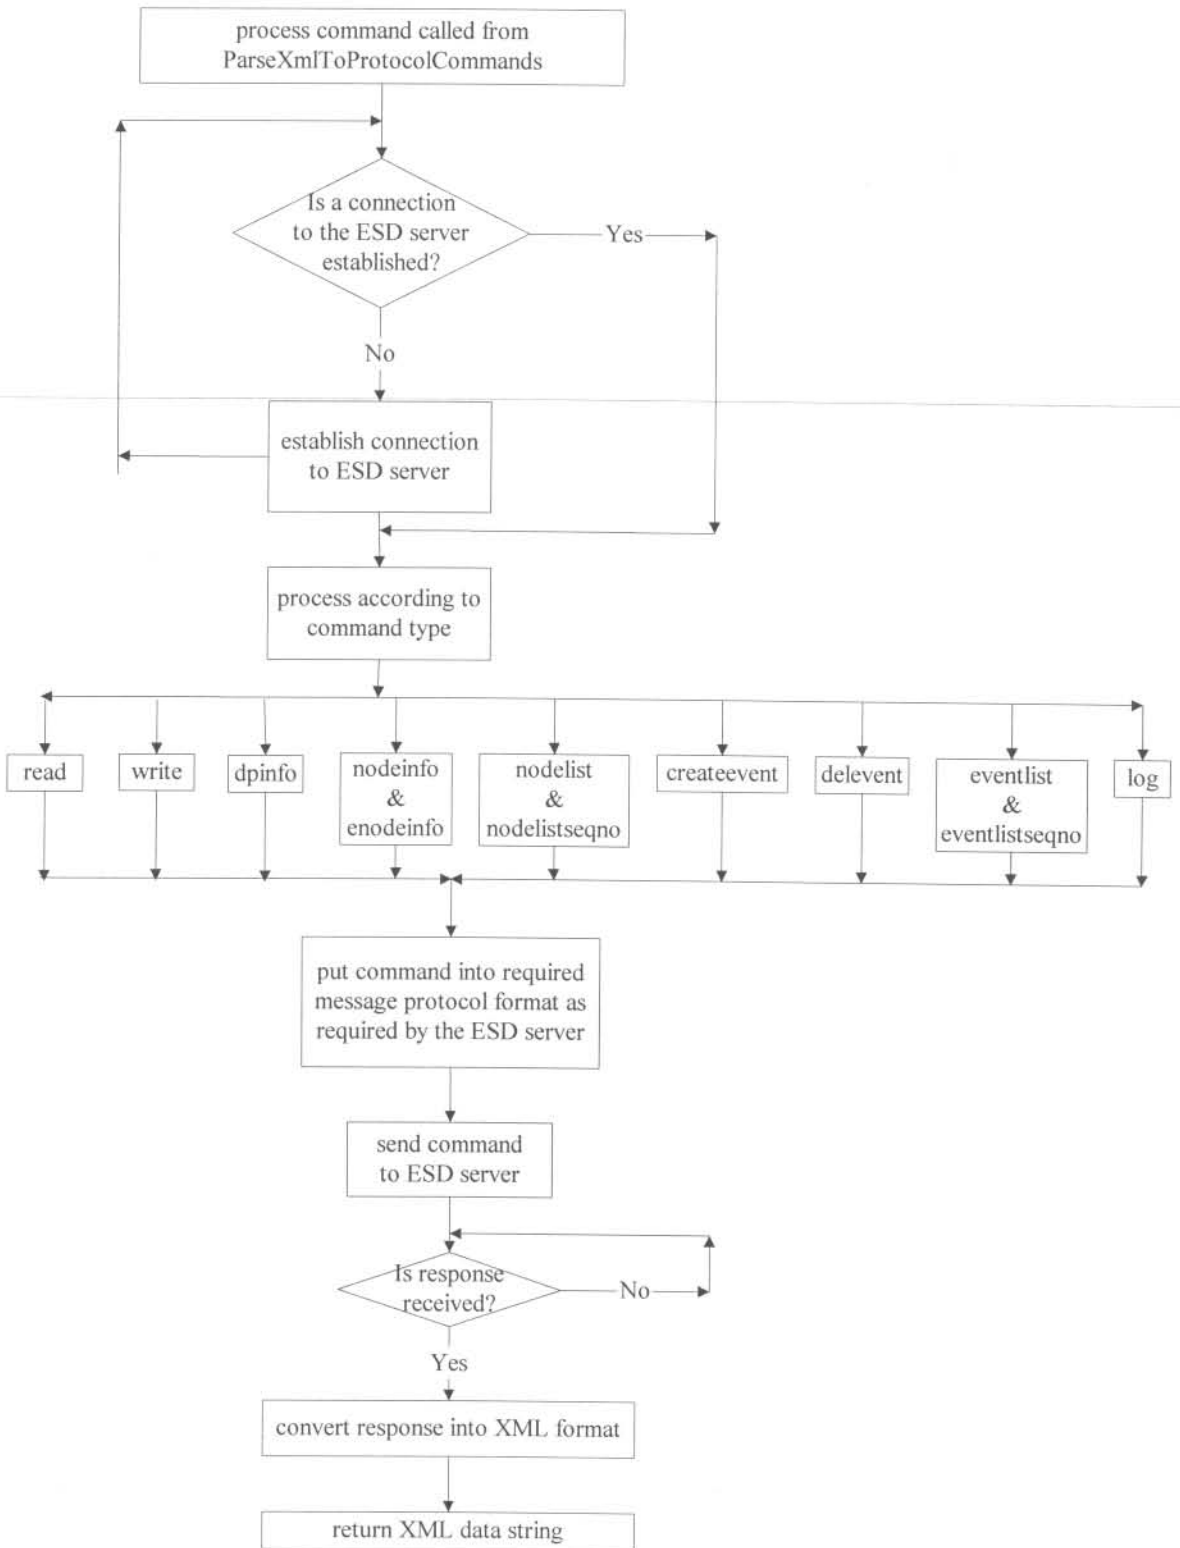 process command called from
ParseXmlToProtocolCommands
Is a connection
to the ESD server
established?
Yes
No
establish connection
to ESD server
process according to
command type
read
write
dpinfo
nodeinfo
&
enodeinfo
nodelist
&
nodelistseqno
createevent
delevent
eventlist
&
eventlistseqno
log
put command into required
message protocol format as
required by the ESD server
send command
to ESD server
Is response
received?
No
Yes
convert response into XML format
return XML data string